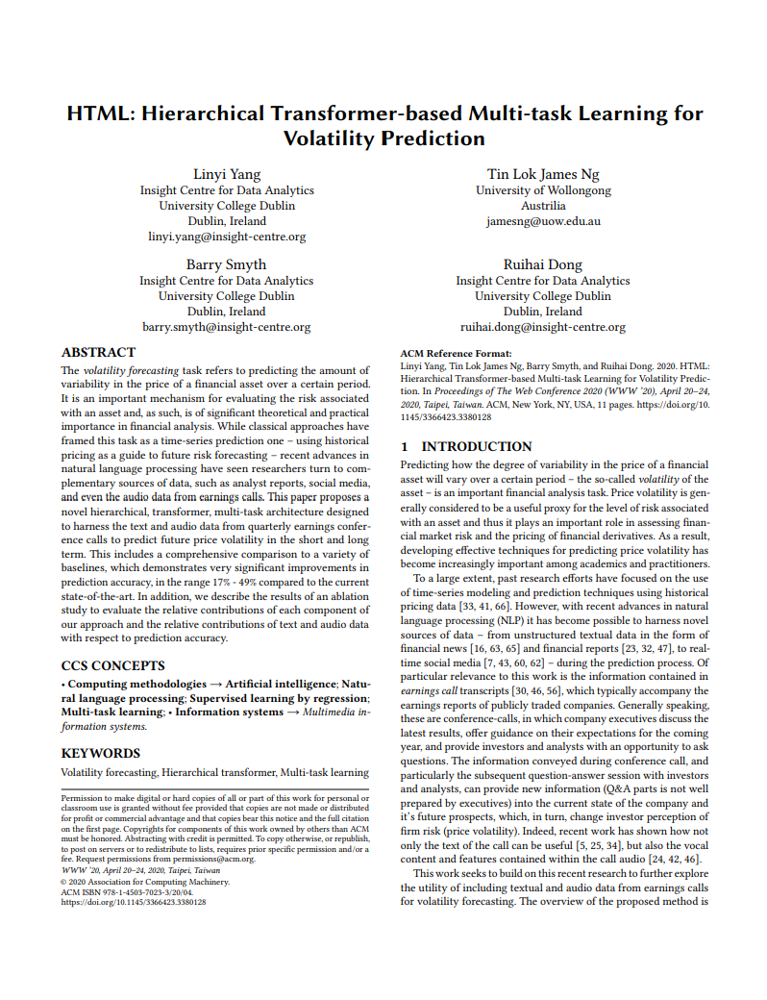 HTML: Hierarchical Transformer-based Multi-task Learning for
Volatility Prediction
Linyi Yang
Insight Centre for Data Analytics
University College Dublin
Dublin, Ireland
linyi.yang@insight-centre.org
Tin Lok James Ng
University of Wollongong
Austrilia
jamesng@uow.edu.au
Barry Smyth
Insight Centre for Data Analytics
University College Dublin
Dublin, Ireland
barry.smyth@insight-centre.org
Ruihai Dong
Insight Centre for Data Analytics
University College Dublin
Dublin, Ireland
ruihai.dong@insight-centre.org
ABSTRACT
The volatility forecasting task refers to predicting the amount of
variability in the price of a financial asset over a certain period.
It is an important mechanism for evaluating the risk associated
with an asset and, as such, is of significant theoretical and practical
importance in financial analysis. While classical approaches have
framed this task as a time-series prediction one – using historical
pricing as a guide to future risk forecasting – recent advances in
natural language processing have seen researchers turn to com-
plementary sources of data, such as analyst reports, social media,
and even the audio data from earnings calls. This paper proposes a
novel hierarchical, transformer, multi-task architecture designed
to harness the text and audio data from quarterly earnings confer-
ence calls to predict future price volatility in the short and long
term. This includes a comprehensive comparison to a variety of
baselines, which demonstrates very significant improvements in
prediction accuracy, in the range 17% - 49% compared to the current
state-of-the-art. In addition, we describe the results of an ablation
study to evaluate the relative contributions of each component of
our approach and the relative contributions of text and audio data
with respect to prediction accuracy.
CCS CONCEPTS
• Computing methodologies → Artificial intelligence; Natu-
ral language processing; Supervised learning by regression;
Multi-task learning; • Information systems → Multimedia in-
formation systems.
KEYWORDS
Volatility forecasting, Hierarchical transformer, Multi-task learning
Permission to make digital or hard copies of all or part of this work for personal or
classroom use is granted without fee provided that copies are not made or distributed
for profit or commercial advantage and that copies bear this notice and the full citation
on the first page. Copyrights for components of this work owned by others than ACM
must be honored. Abstracting with credit is permitted. To copy otherwise, or republish,
to post on servers or to redistribute to lists, requires prior specific permission and/or a
fee. Request permissions from permissions@acm.org.
WWW '20, April 20–24, 2020, Taipei, Taiwan
© 2020 Association for Computing Machinery.
ACM ISBN 978-1-4503-7023-3/20/04.
https://doi.org/10.1145/3366423.3380128
ACM Reference Format:
Linyi Yang, Tin Lok James Ng, Barry Smyth, and Ruihai Dong. 2020. HTML:
Hierarchical Transformer-based Multi-task Learning for Volatility Predic-
tion. In Proceedings of The Web Conference 2020 (WWW '20), April 20–24,
2020, Taipei, Taiwan. ACM, New York, NY, USA, 11 pages. https://doi.org/10.
1145/3366423.3380128
1 INTRODUCTION
Predicting how the degree of variability in the price of a financial
asset will vary over a certain period – the so-called volatility of the
asset – is an important financial analysis task. Price volatility is gen-
erally considered to be a useful proxy for the level of risk associated
with an asset and thus it plays an important role in assessing finan-
cial market risk and the pricing of financial derivatives. As a result,
developing effective techniques for predicting price volatility has
become increasingly important among academics and practitioners.
To a large extent, past research efforts have focused on the use
of time-series modeling and prediction techniques using historical
pricing data [33, 41, 66]. However, with recent advances in natural
language processing (NLP) it has become possible to harness novel
sources of data – from unstructured textual data in the form of
financial news [16, 63, 65] and financial reports [23, 32, 47], to real-
time social media [7, 43, 60, 62] – during the prediction process. Of
particular relevance to this work is the information contained in
earnings call transcripts [30, 46, 56], which typically accompany the
earnings reports of publicly traded companies. Generally speaking,
these are conference-calls, in which company executives discuss the
latest results, offer guidance on their expectations for the coming
year, and provide investors and analysts with an opportunity to ask
questions. The information conveyed during conference call, and
particularly the subsequent question-answer session with investors
and analysts, can provide new information (Q&A parts is not well
prepared by executives) into the current state of the company and
it's future prospects, which, in turn, change investor perception of
firm risk (price volatility). Indeed, recent work has shown how not
only the text of the call can be useful [5, 25, 34], but also the vocal
content and features contained within the call audio [24, 42, 46].
This work seeks to build on this recent research to further explore
the utility of including textual and audio data from earnings calls
for volatility forecasting. The overview of the proposed method is